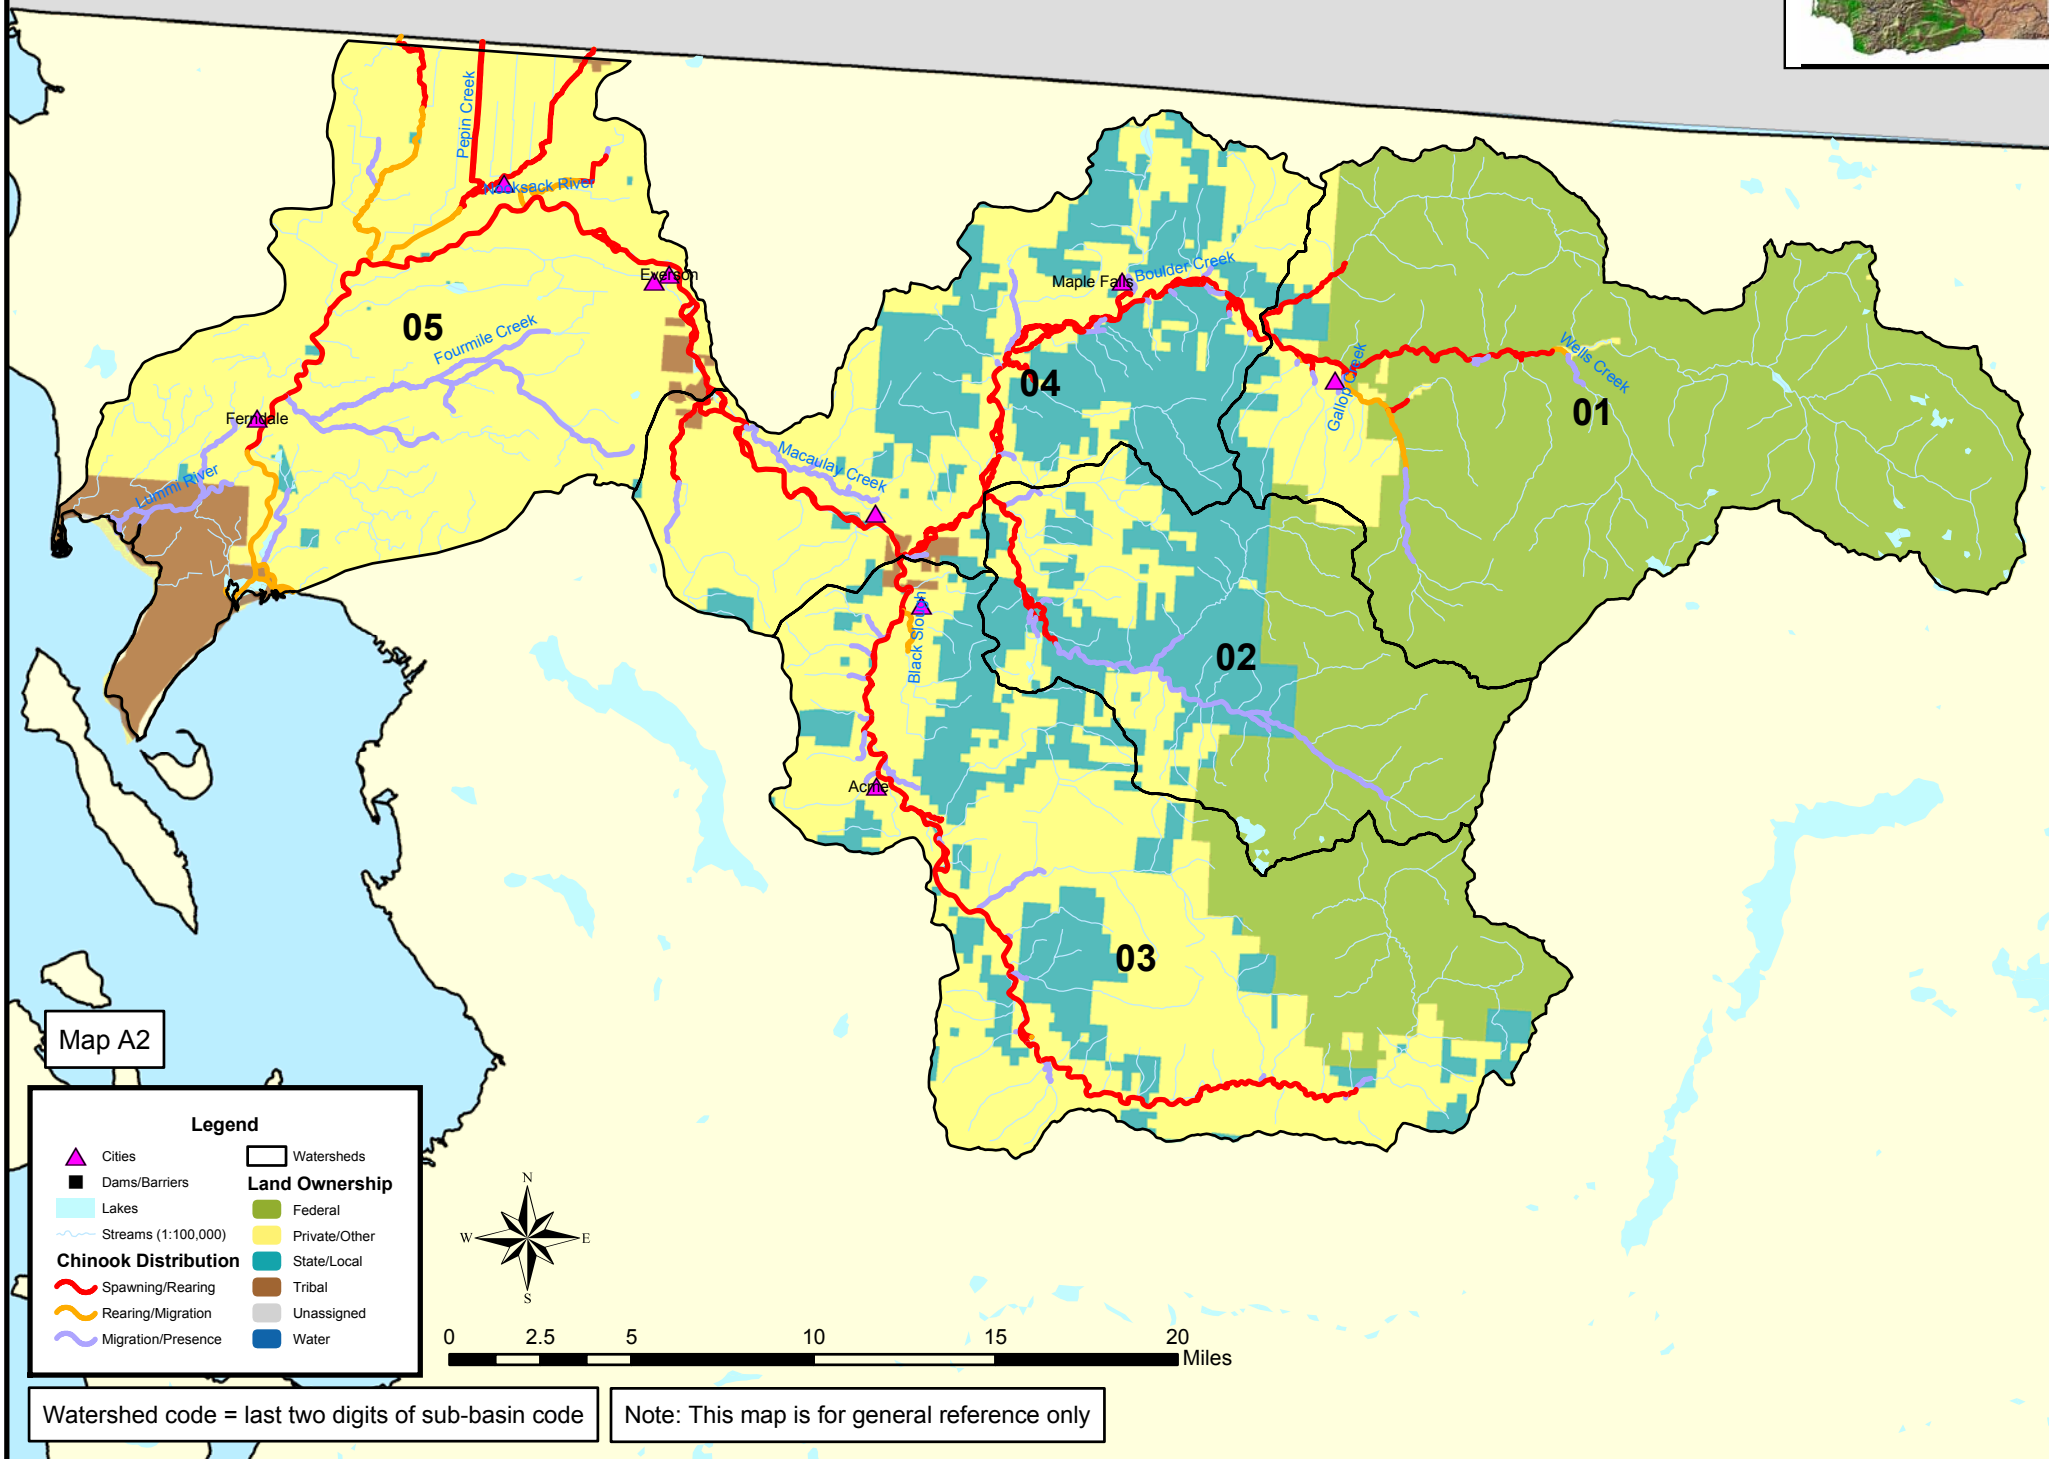 Pepin Creek
Nooksack River
Everson
Maple Falls
Boulder Creek
05
Fourmile Creek
04
Gallop Creek
Wells Creek
01
Ferndale
Macaulay Creek
Lummi River
Black Slough
02
Acme
03
Map A2
Legend
Cities
Dams/Barriers
Lakes
Streams (1:100,000)
Chinook Distribution
Spawning/Rearing
Rearing/Migration
Migration/Presence
Watersheds
Land Ownership
Federal
Private/Other
State/Local
Tribal
Unassigned
Water
N
W E
S
0 2.5 5 10 15 20
Miles
Watershed code = last two digits of sub-basin code
Note: This map is for general reference only